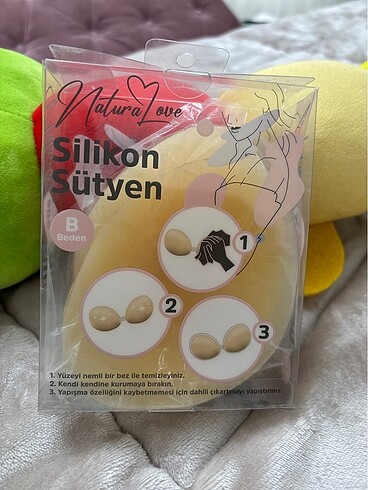 NaturaLove
Silikon
Sütyen
B
Beden
1
2
3
1. Yüzeyi nemli bir bez ile temizleyiniz.
2. Kendi kendine kurumaya bırakın.
3. Yapışma özelliğini kaybetmemesi için dahili çıkartmayı yapıştırınız.